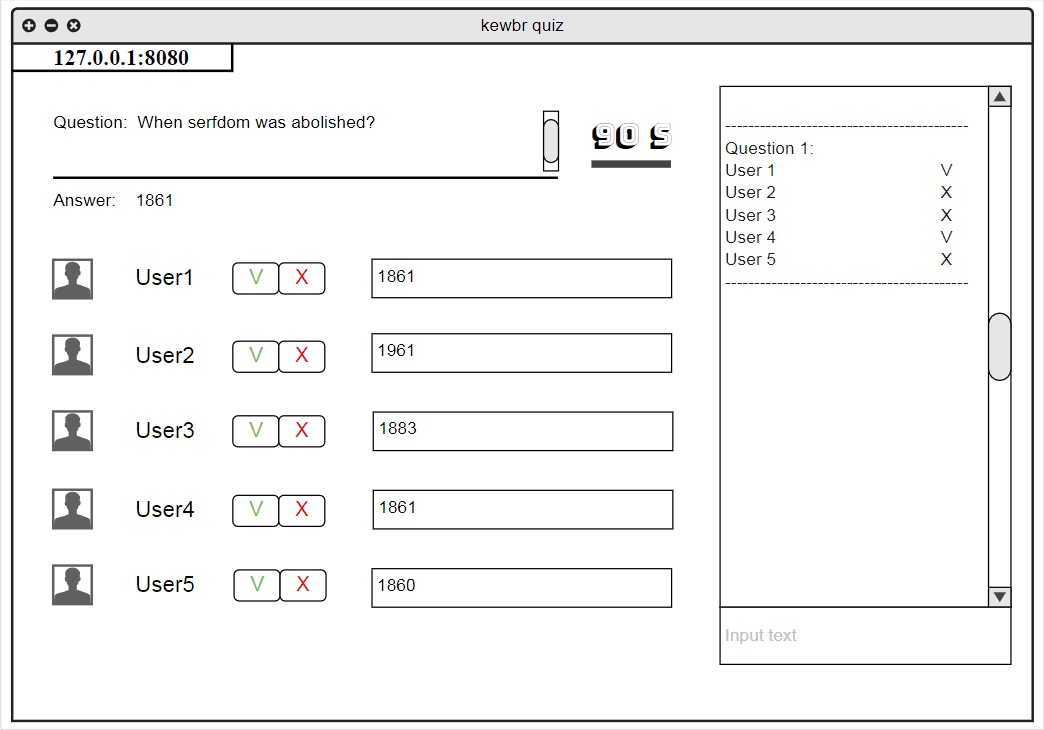 kewbr quiz
127.0.0.1:8080
Question: When serfdom was abolished?
90 S
Answer: 1861
User1 V X 1861
User2 V X 1961
User3 V X 1883
User4 V X 1861
User5 V X 1860
----------------------------------------
Question 1:
User 1 V
User 2 X
User 3 X
User 4 V
User 5 X
----------------------------------------
Input text